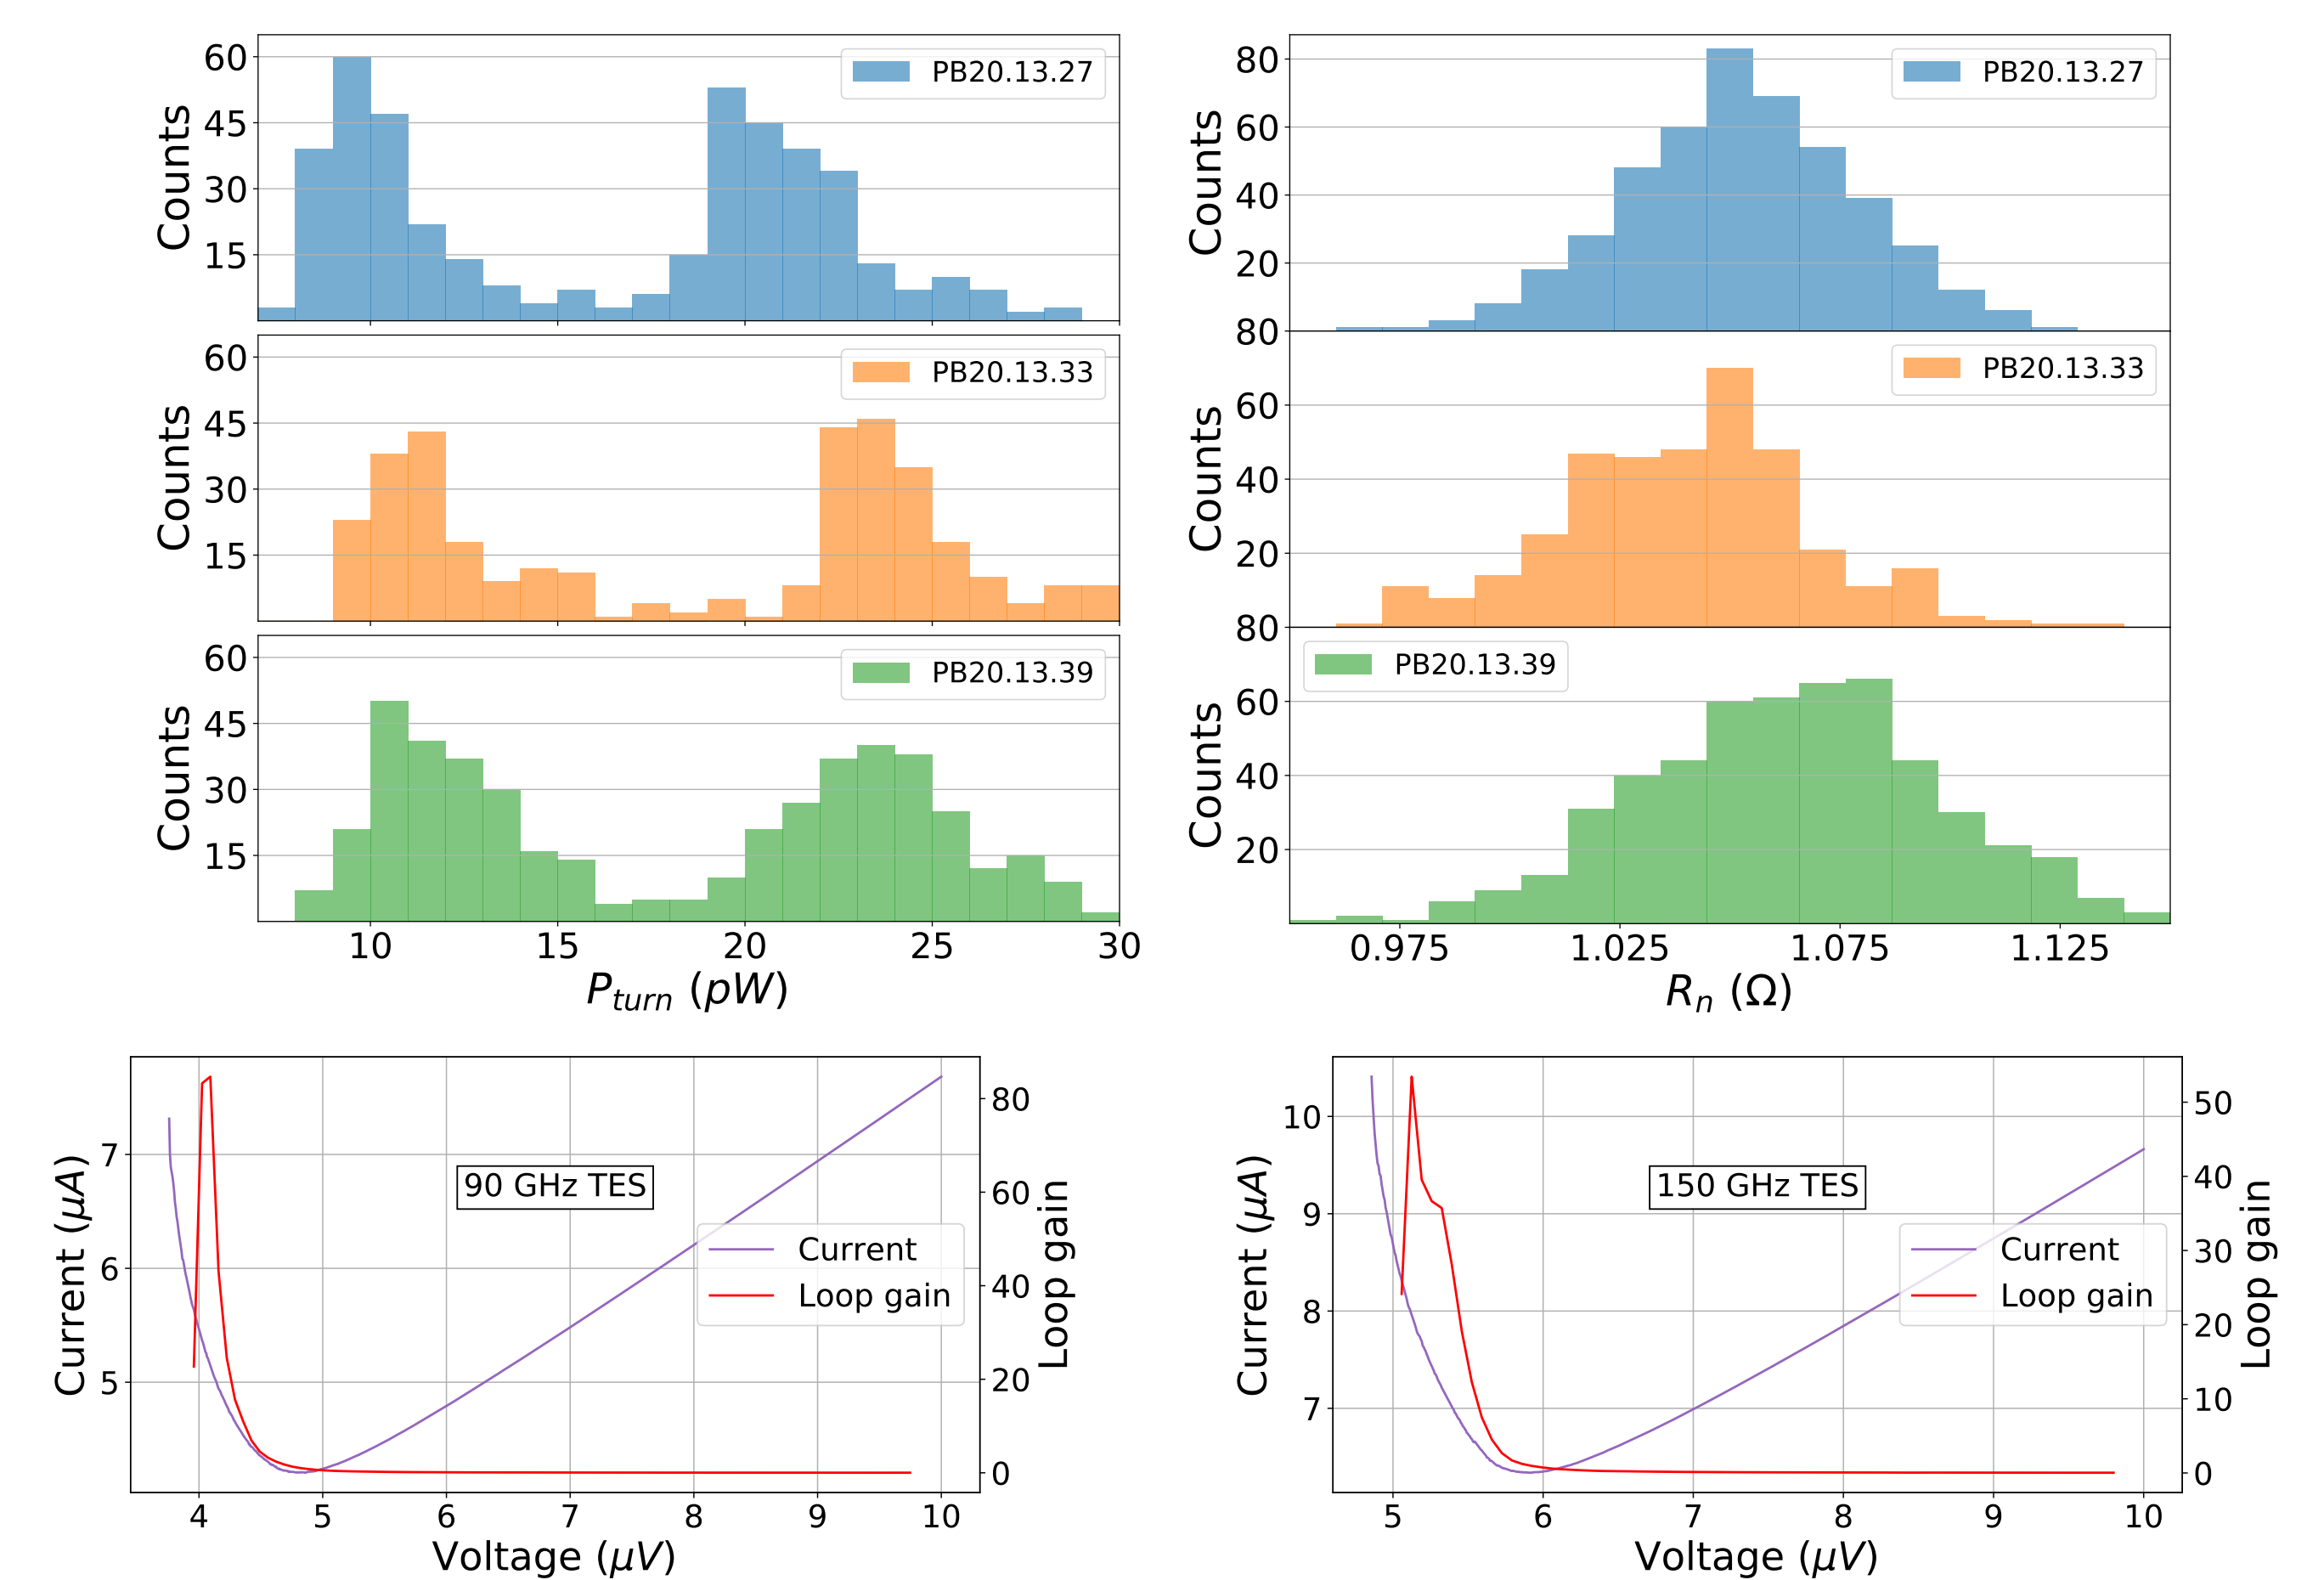 Counts
60
45
30
15
PB20.13.27
Counts
60
45
30
15
PB20.13.33
Counts
60
45
30
15
PB20.13.39
10 15 20 25 30
P_turn (pW)
Counts
80
60
40
20
PB20.13.27
Counts
80
60
40
20
PB20.13.33
Counts
80
60
40
20
PB20.13.39
0.975 1.025 1.075 1.125
R_n (Ω)
Current (μA)
7
6
5
90 GHz TES
Current
Loop gain
80
60
40
20
0
Loop gain
4 5 6 7 8 9 10
Voltage (μV)
Current (μA)
10
9
8
7
150 GHz TES
Current
Loop gain
50
40
30
20
10
0
Loop gain
5 6 7 8 9 10
Voltage (μV)